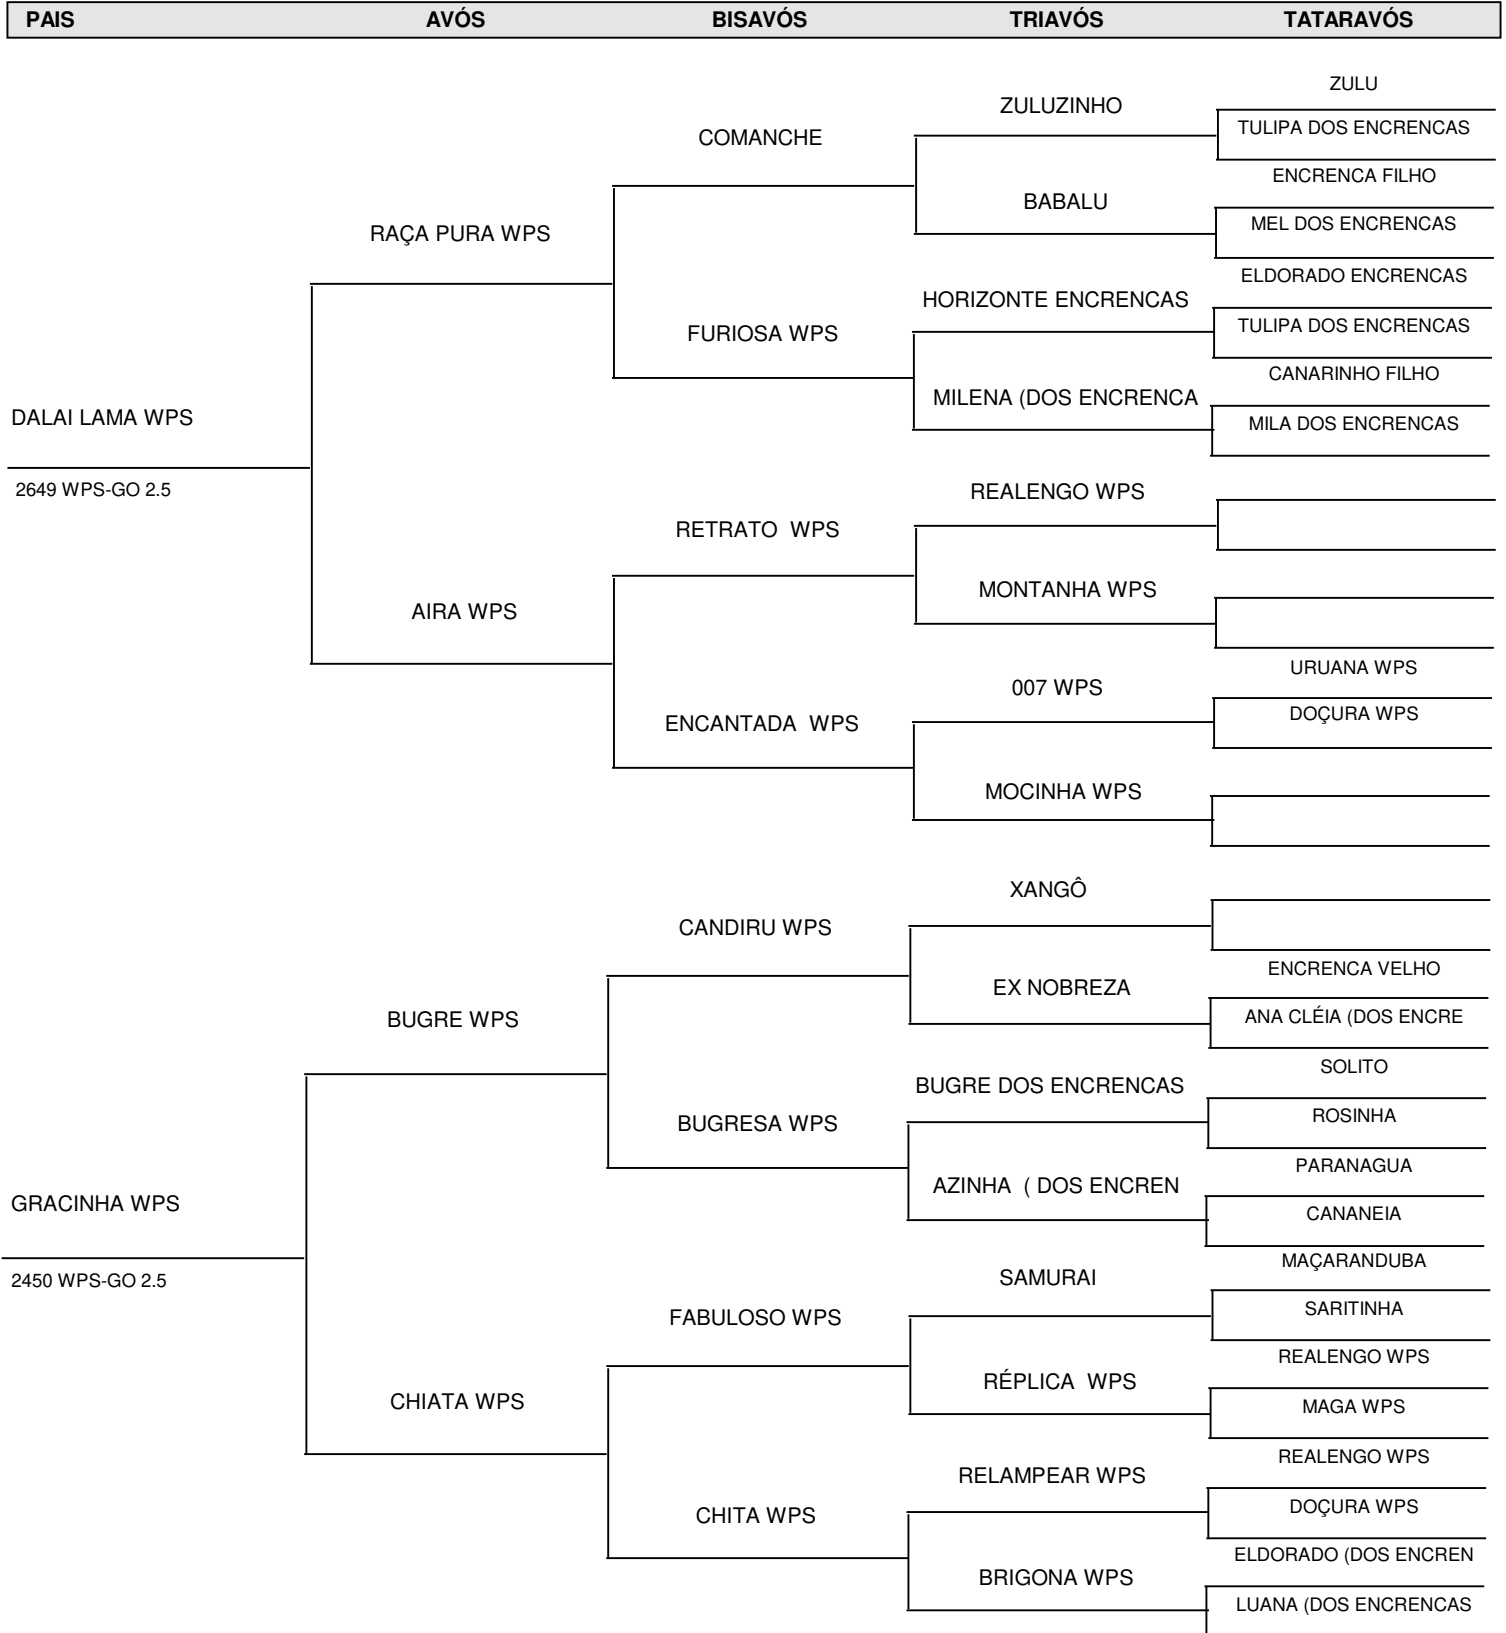 PAIS AVÓS BISAVÓS TRIAVÓS TATARAVÓS
ZULU
ZULUZINHO
TULIPA DOS ENCRENCAS
COMANCHE
ENCRENCA FILHO
BABALU
MEL DOS ENCRENCAS
RAÇA PURA WPS
ELDORADO ENCRENCAS
HORIZONTE ENCRENCAS
TULIPA DOS ENCRENCAS
FURIOSA WPS
CANARINHO FILHO
MILENA (DOS ENCRENCA
DALAI LAMA WPS
MILA DOS ENCRENCAS
2649 WPS-GO 2.5
REALENGO WPS
RETRATO  WPS
MONTANHA WPS
AIRA WPS
URUANA WPS
007 WPS
DOÇURA WPS
ENCANTADA  WPS
MOCINHA WPS
XANGÔ
CANDIRU WPS
ENCRENCA VELHO
EX NOBREZA
BUGRE WPS
ANA CLÉIA (DOS ENCRE
SOLITO
BUGRE DOS ENCRENCAS
ROSINHA
BUGRESA WPS
PARANAGUA
AZINHA  ( DOS ENCREN
GRACINHA WPS
CANANEIA
MAÇARANDUBA
2450 WPS-GO 2.5
SAMURAI
SARITINHA
FABULOSO WPS
REALENGO WPS
RÉPLICA  WPS
CHIATA WPS
MAGA WPS
REALENGO WPS
RELAMPEAR WPS
DOÇURA WPS
CHITA WPS
ELDORADO (DOS ENCREN
BRIGONA WPS
LUANA (DOS ENCRENCAS